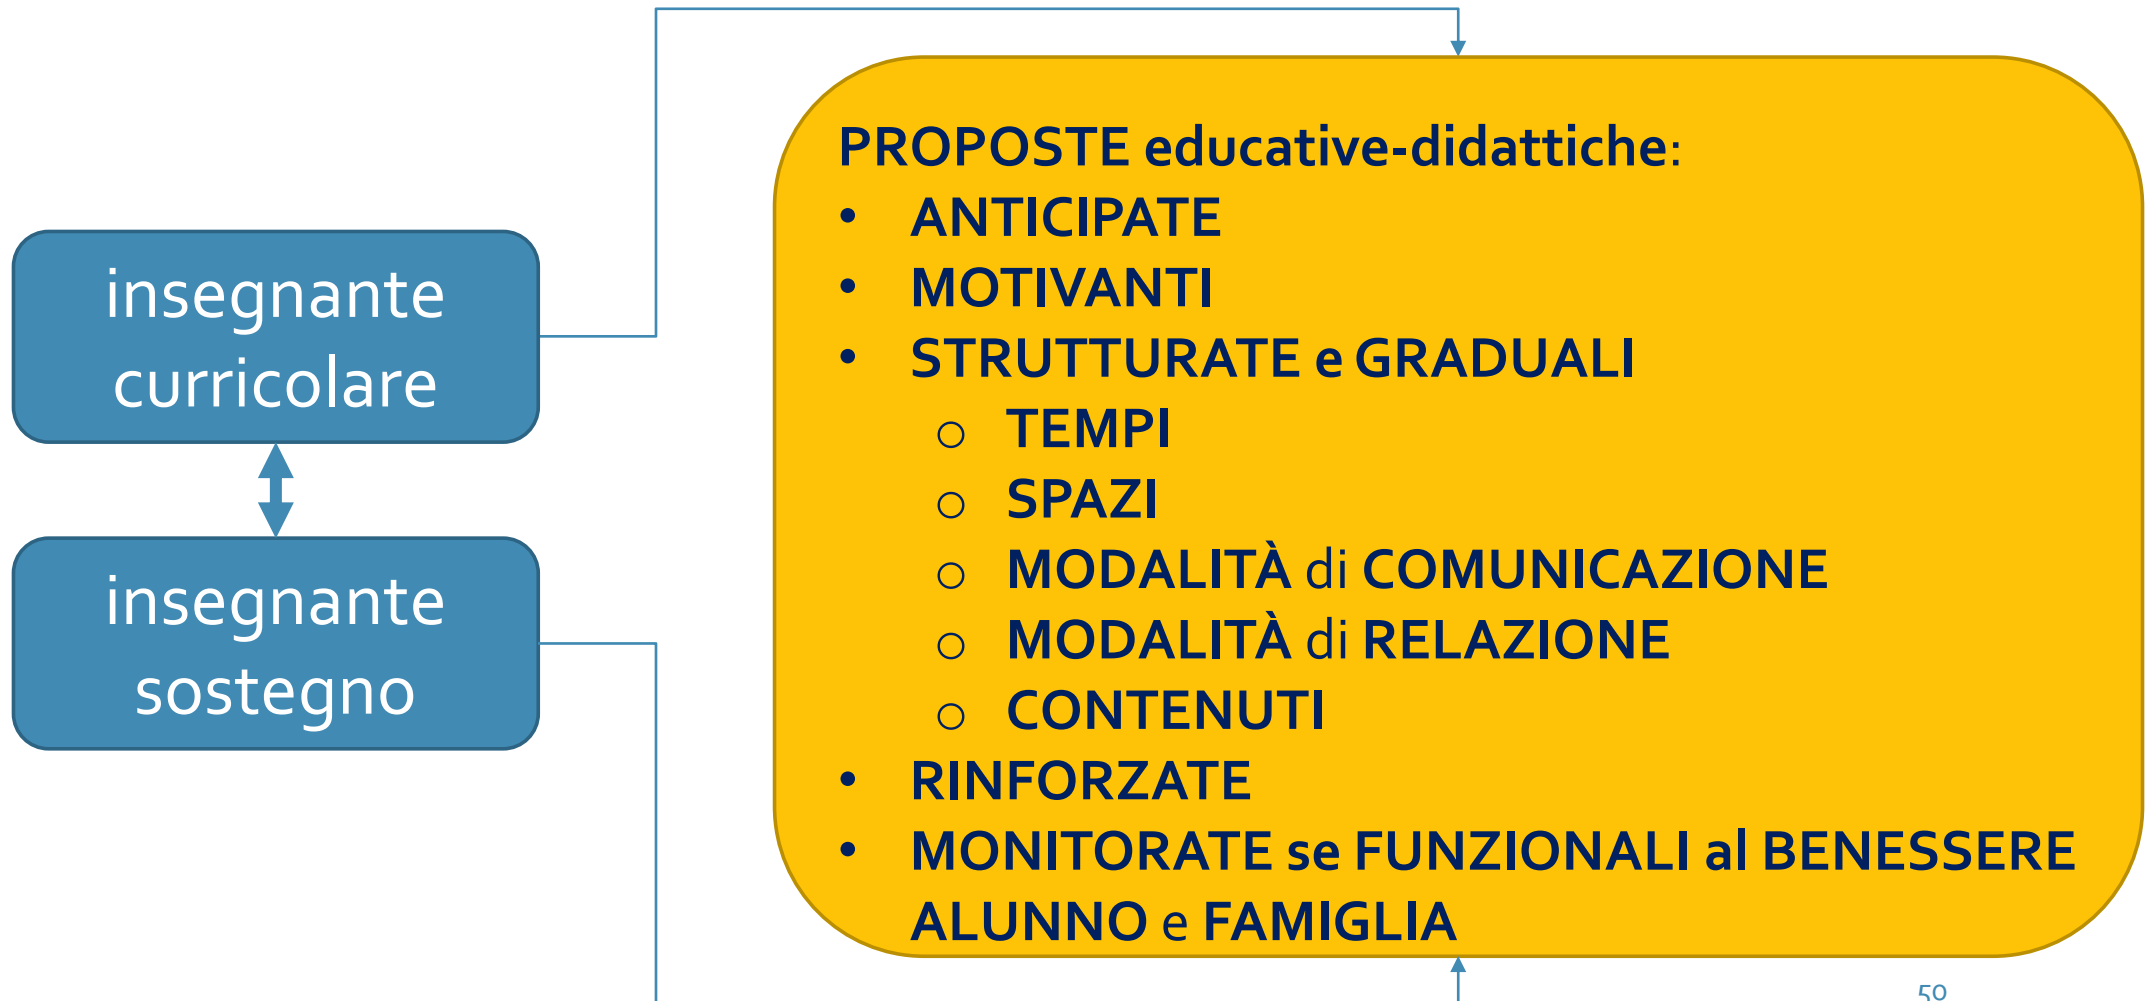 insegnante
curricolare
insegnante
sostegno
PROPOSTE educative-didattiche:
• ANTICIPATE
• MOTIVANTI
• STRUTTURATE e GRADUALI
o TEMPI
o SPAZI
o MODALITÀ di COMUNICAZIONE
o MODALITÀ di RELAZIONE
o CONTENUTI
• RINFORZATE
• MONITORATE se FUNZIONALI al BENESSERE
ALUNNO e FAMIGLIA